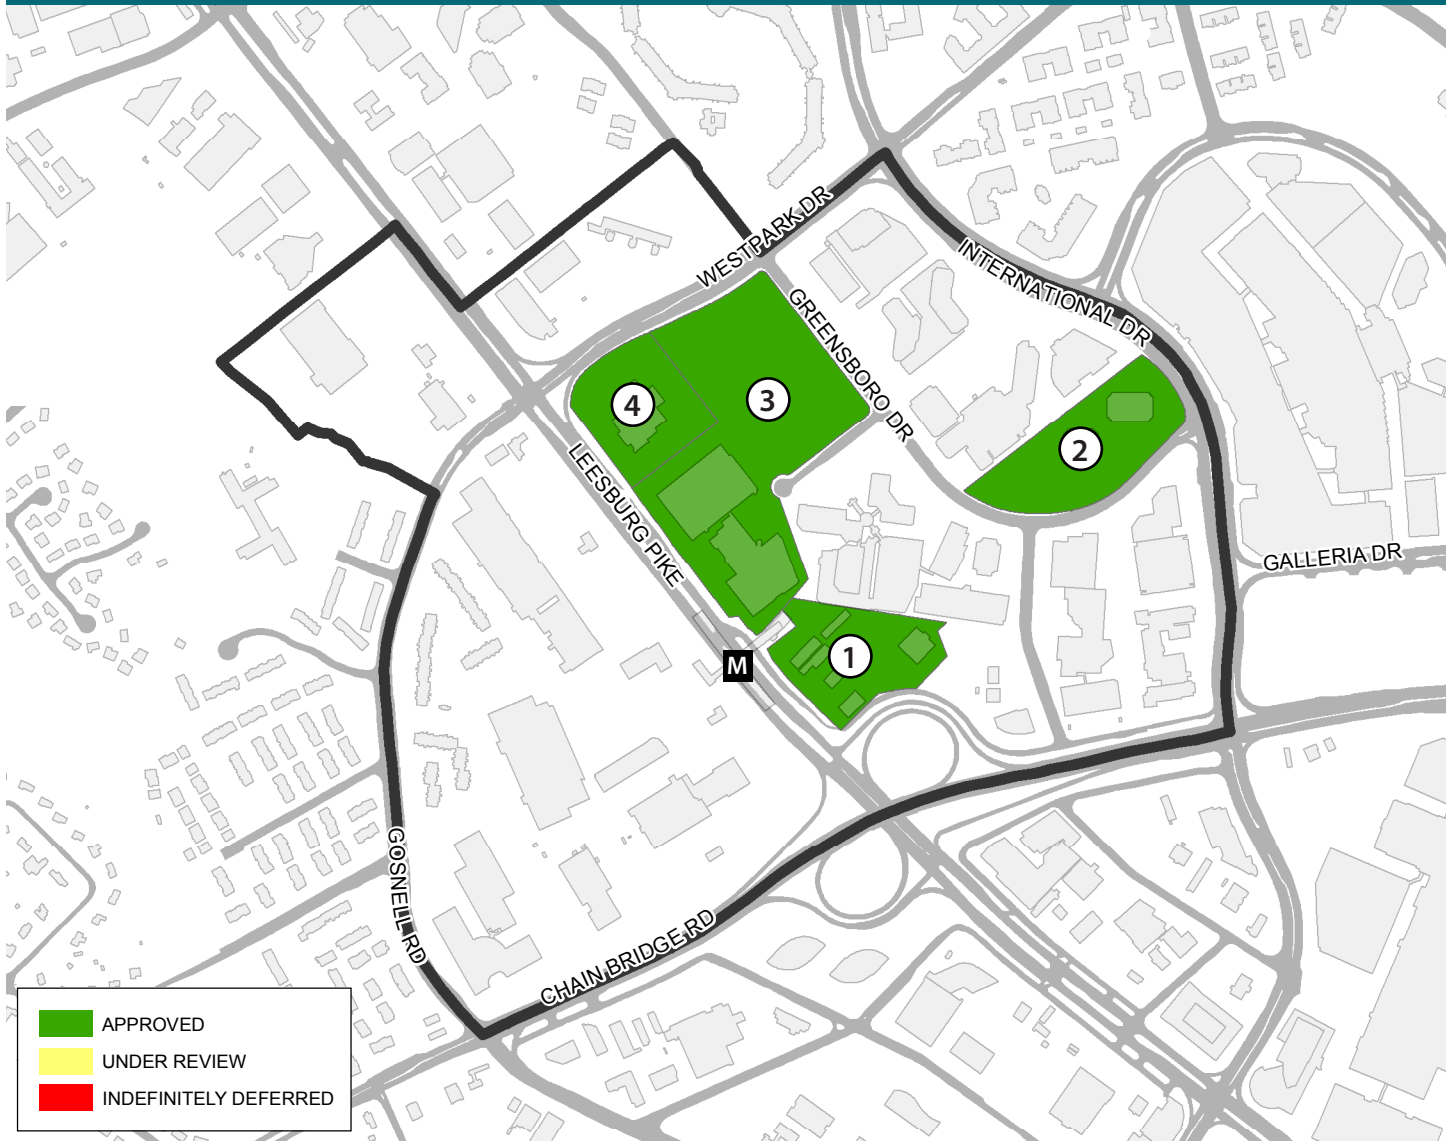 WESTPARK DR
INTERNATIONAL DR
GREENSBORO DR
4
3
2
LEESBURG PIKE
GALLERIA DR
1
M
GOSNELL RD
CHAIN BRIDGE RD
APPROVED
UNDER REVIEW
INDEFINITELY DEFERRED